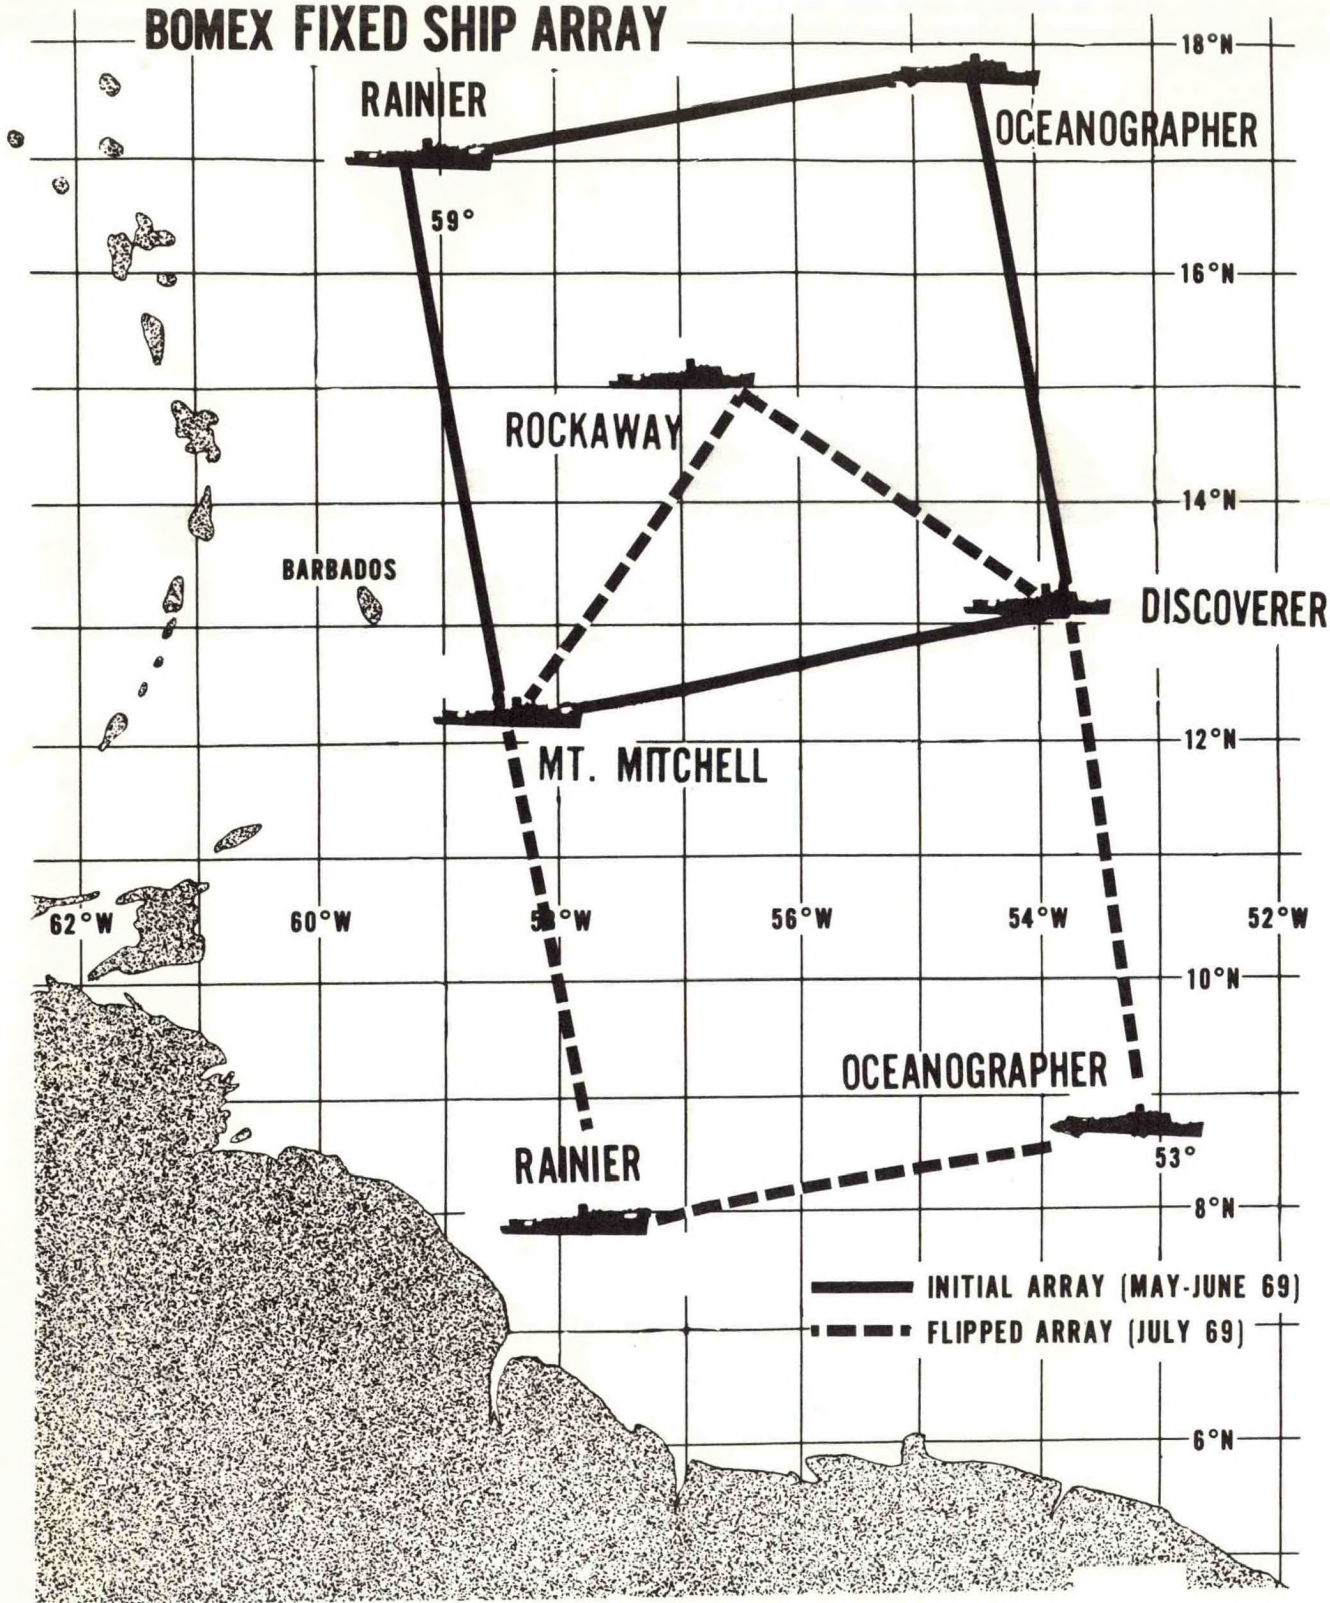 BOMEX FIXED SHIP ARRAY
18°N
RAINIER
OCEANOGRAPHER
59°
16°N
ROCKAWAY
14°N
BARBADOS
DISCOVERER
12°N
MT. MITCHELL
62°W 60°W 58°W 56°W 54°W 52°W
10°N
OCEANOGRAPHER
RAINIER
53°
8°N
INITIAL ARRAY (MAY-JUNE 69)
FLIPPED ARRAY (JULY 69)
6°N